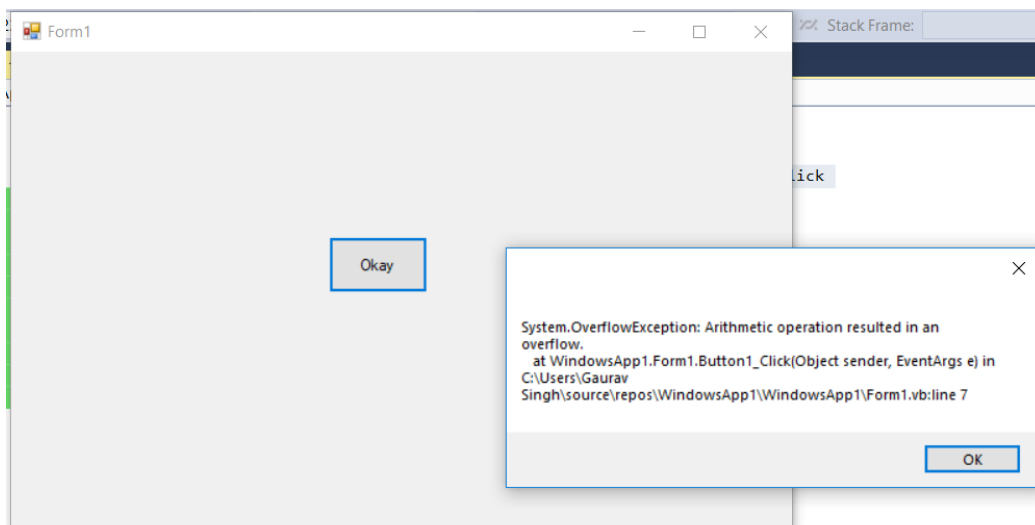 Form1
Stack Frame:
lick
Okay
System.OverflowException: Arithmetic operation resulted in an
overflow.
at WindowsApp1.Form1.Button1_Click(Object sender, EventArgs e) in
C:\Users\Gaurav
Singh\source\repos\WindowsApp1\WindowsApp1\Form1.vb:line 7
OK